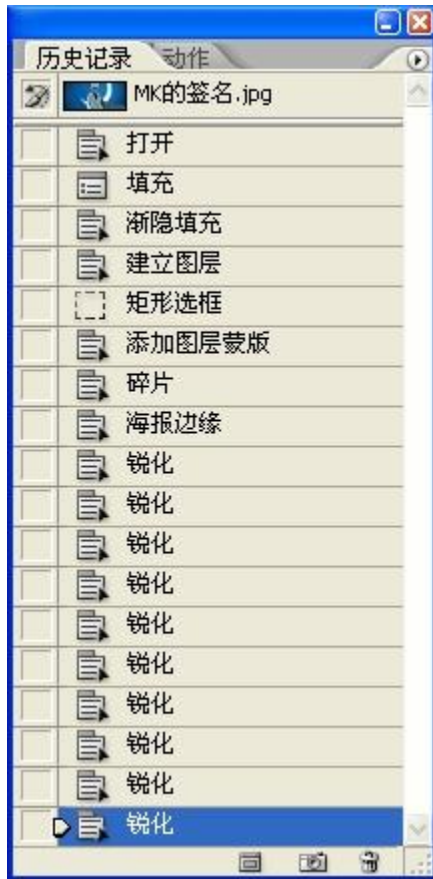 历史记录 动作
MK的签名.jpg
打开
填充
渐隐填充
建立图层
矩形选框
添加图层蒙版
碎片
海报边缘
锐化
锐化
锐化
锐化
锐化
锐化
锐化
锐化
锐化
锐化